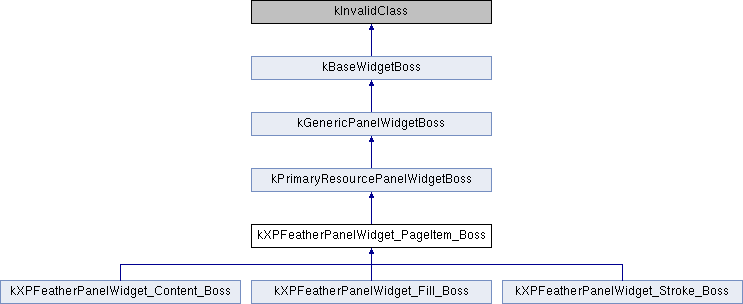 kInvalidClass
kBaseWidgetBoss
kGenericPanelWidgetBoss
kPrimaryResourcePanelWidgetBoss
kXPFeatherPanelWidget_PageItem_Boss
kXPFeatherPanelWidget_Content_Boss
kXPFeatherPanelWidget_Fill_Boss
kXPFeatherPanelWidget_Stroke_Boss